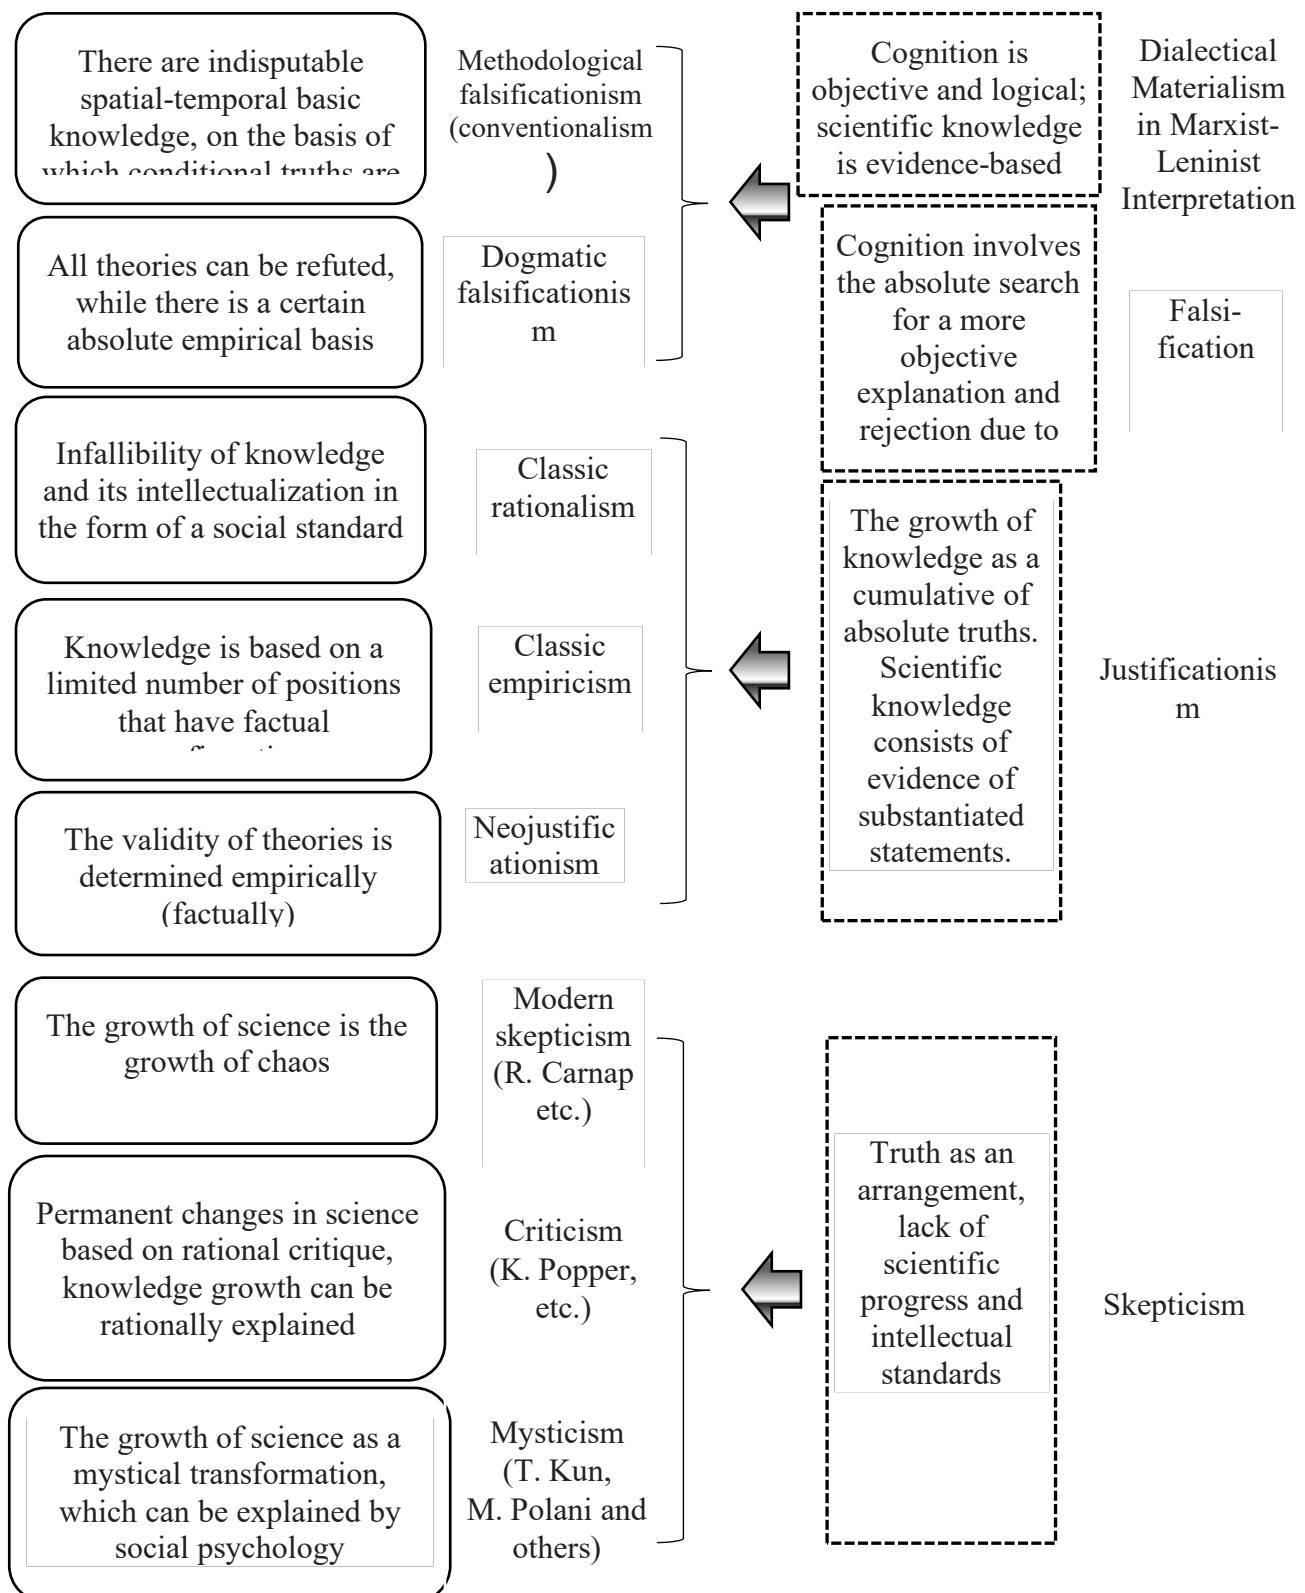 There are indisputable
spatial-temporal basic
knowledge, on the basis of
which conditional truths are
Methodological
falsificationism
(conventionalism
)
Cognition is
objective and logical;
scientific knowledge
is evidence-based
Dialectical
Materialism
in Marxist-
Leninist
Interpretation
All theories can be refuted,
while there is a certain
absolute empirical basis
Dogmatic
falsificationis
m
Cognition involves
the absolute search
for a more
objective
explanation and
rejection due to
Falsi-
fication
Infallibility of knowledge
and its intellectualization in
the form of a social standard
Classic
rationalism
Knowledge is based on a
limited number of positions
that have factual
Classic
empiricism
The validity of theories is
determined empirically
(factually)
Neojustific
ationism
The growth of
knowledge as a
cumulative of
absolute truths.
Scientific
knowledge
consists of
evidence of
substantiated
statements.
Justificationis
m
The growth of science is the
growth of chaos
Modern
skepticism
(R. Carnap
etc.)
Permanent changes in science
based on rational critique,
knowledge growth can be
rationally explained
Criticism
(K. Popper,
etc.)
The growth of science as a
mystical transformation,
which can be explained by
social psychology
Mysticism
(T. Kun,
M. Polani and
others)
Truth as an
arrangement,
lack of
scientific
progress and
intellectual
standards
Skepticism